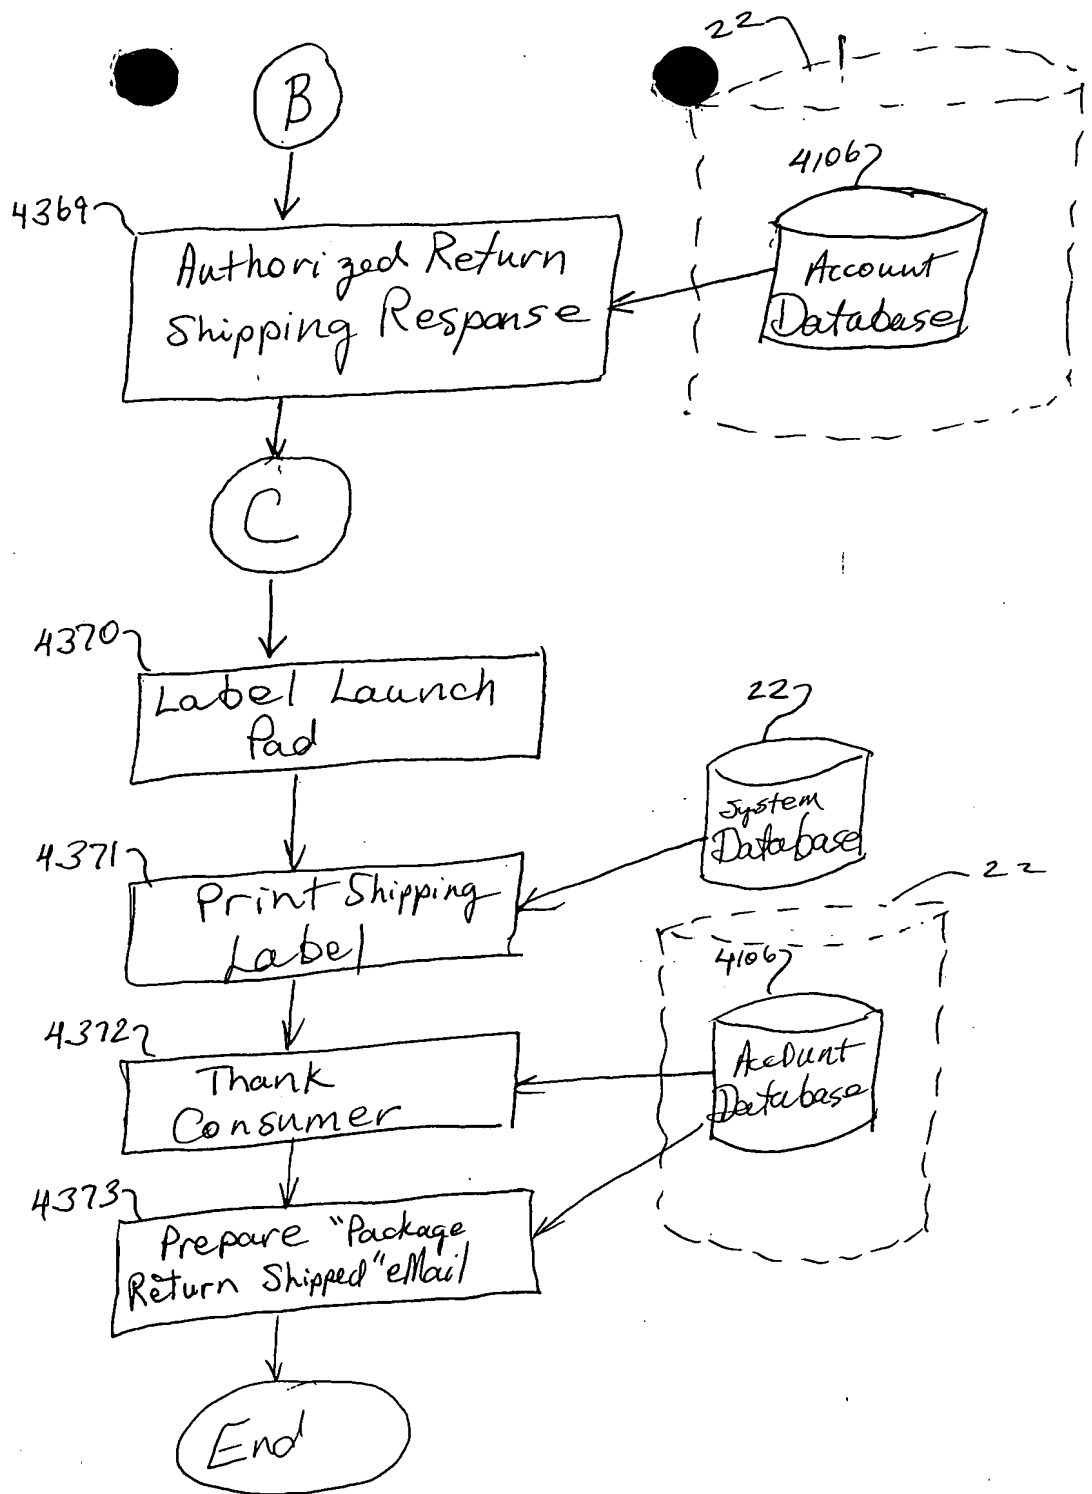 22
B
4106
4369
Authorized Return
Shipping Response
Account
Database
C
4370
Label Launch
Pad
22
System
Database
4371
Print Shipping
Label
22
4106
4372
Thank
Consumer
Account
Database
4373
Prepare "Package
Return Shipped" eMail
End